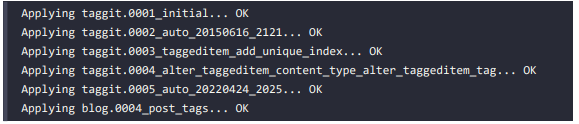 Applying taggit.0001_initial... OK
Applying taggit.0002_auto_20150616_2121... OK
Applying taggit.0003_taggeditem_add_unique_index... OK
Applying taggit.0004_alter_taggeditem_content_type_alter_taggeditem_tag... OK
Applying taggit.0005_auto_20220424_2025... OK
Applying blog.0004_post_tags... OK